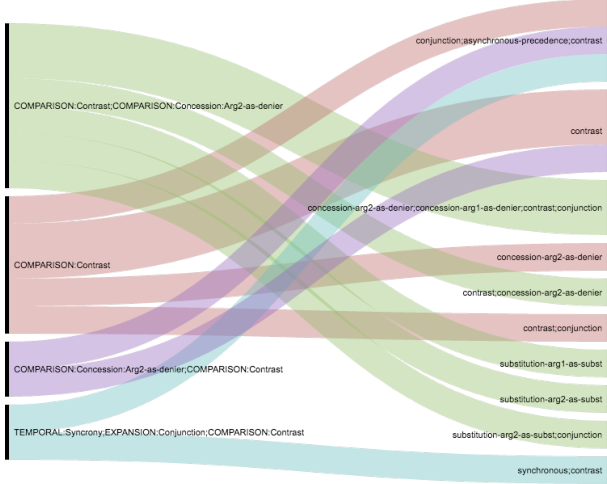 COMPARISON:Contrast;COMPARISON:Concession:Arg2-as-denier
COMPARISON:Contrast
COMPARISON:Concession:Arg2-as-denier;COMPARISON:Contrast
TEMPORAL:Syncrony;EXPANSION:Conjunction;COMPARISON:Contrast
conjunction;asynchronous-precedence;contrast
contrast
concession-arg2-as-denier;concession-arg1-as-denier;contrast;conjunction
concession-arg2-as-denier
contrast;concession-arg2-as-denier
contrast;conjunction
substitution-arg1-as-subst
substitution-arg2-as-subst
substitution-arg2-as-subst;conjunction
synchronous;contrast